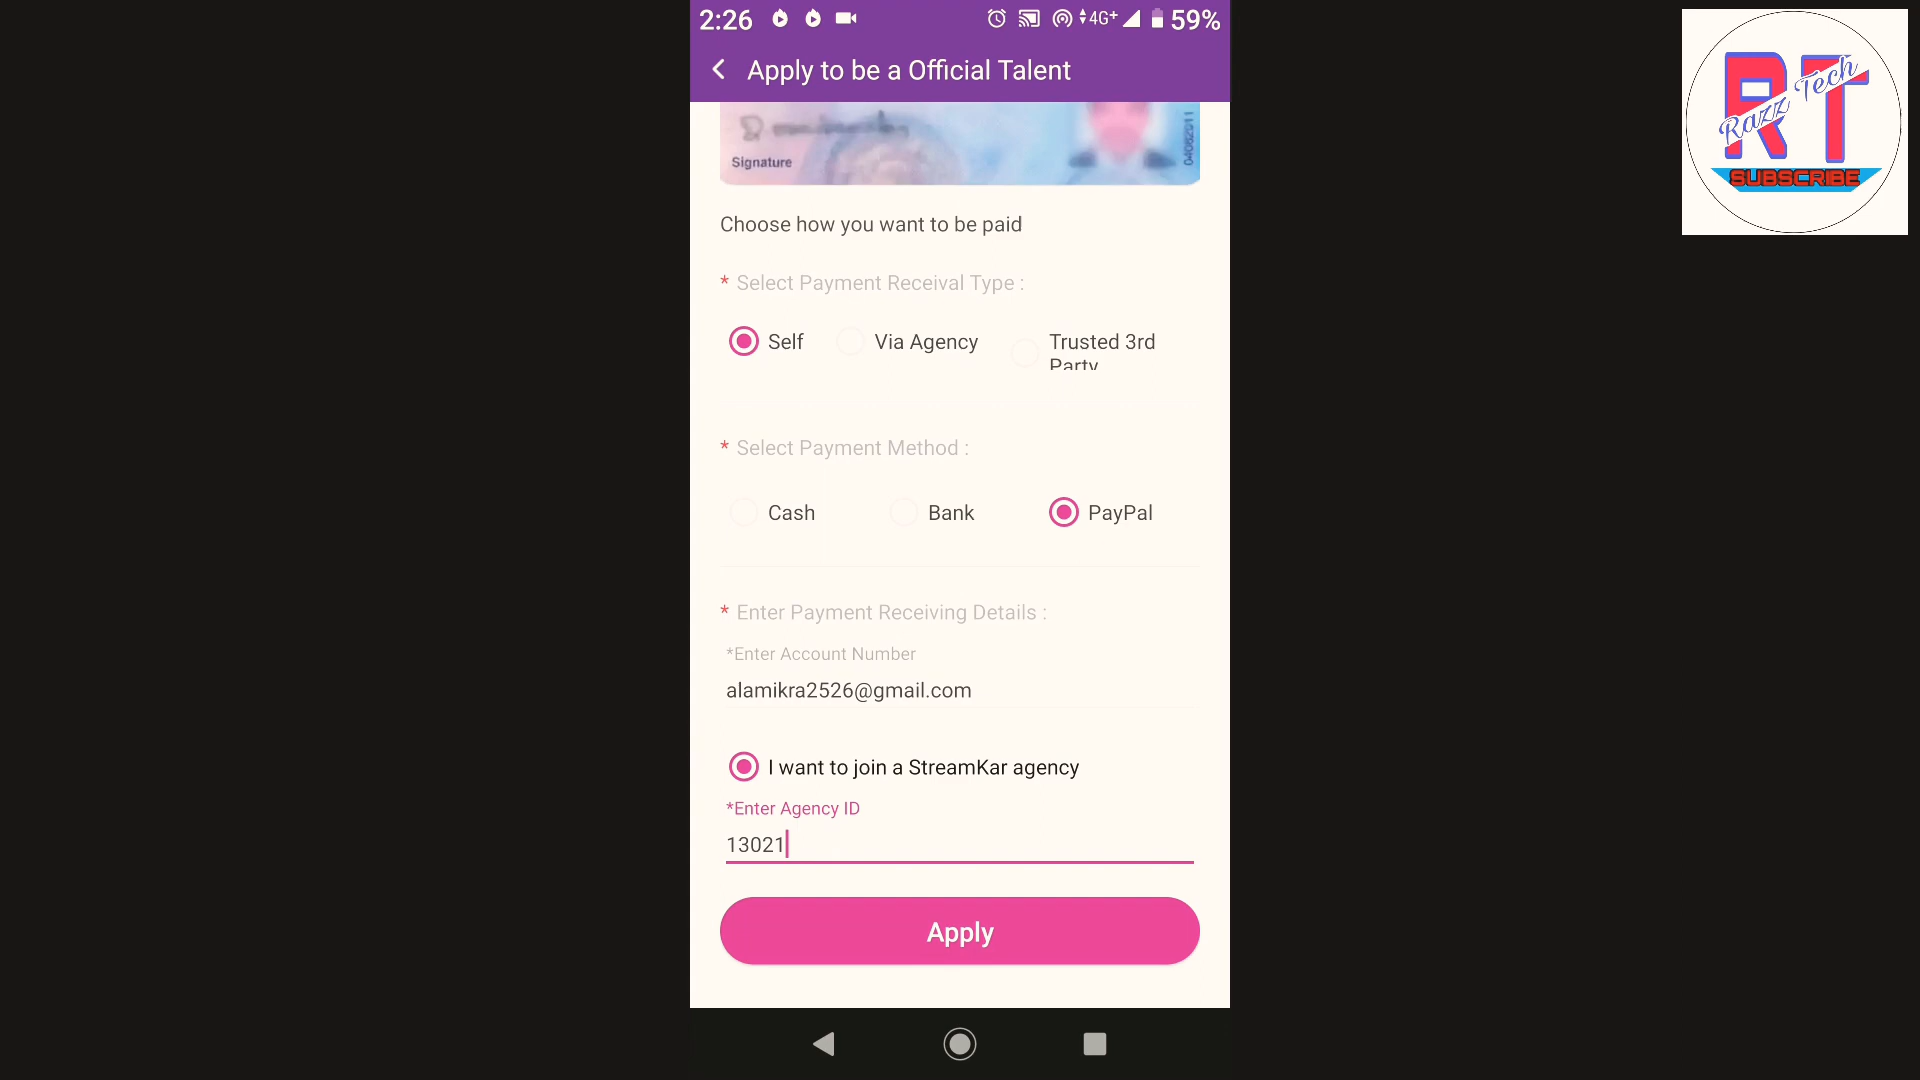 2:26 4G+ 59%
Apply to be a Official Talent
Signature
04082011
Choose how you want to be paid
* Select Payment Receival Type :
Self Via Agency Trusted 3rd Party
* Select Payment Method :
Cash Bank PayPal
* Enter Payment Receiving Details :
*Enter Account Number
alamikra2526@gmail.com
I want to join a StreamKar agency
*Enter Agency ID
13021
Apply
RT
Razz Tech
SUBSCRIBE